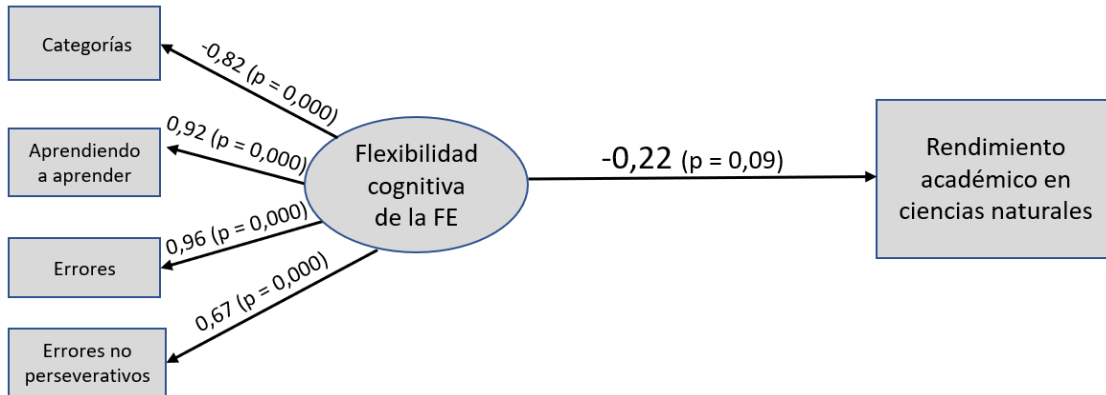 Categorías
-0,82 (p = 0,000)
Aprendiendo
a aprender
0,92 (p = 0,000)
Errores
0,96 (p = 0,000)
Errores no
perseverativos
0,67 (p = 0,000)
Flexibilidad
cognitiva
de la FE
-0,22 (p = 0,09)
Rendimiento
académico en
ciencias naturales